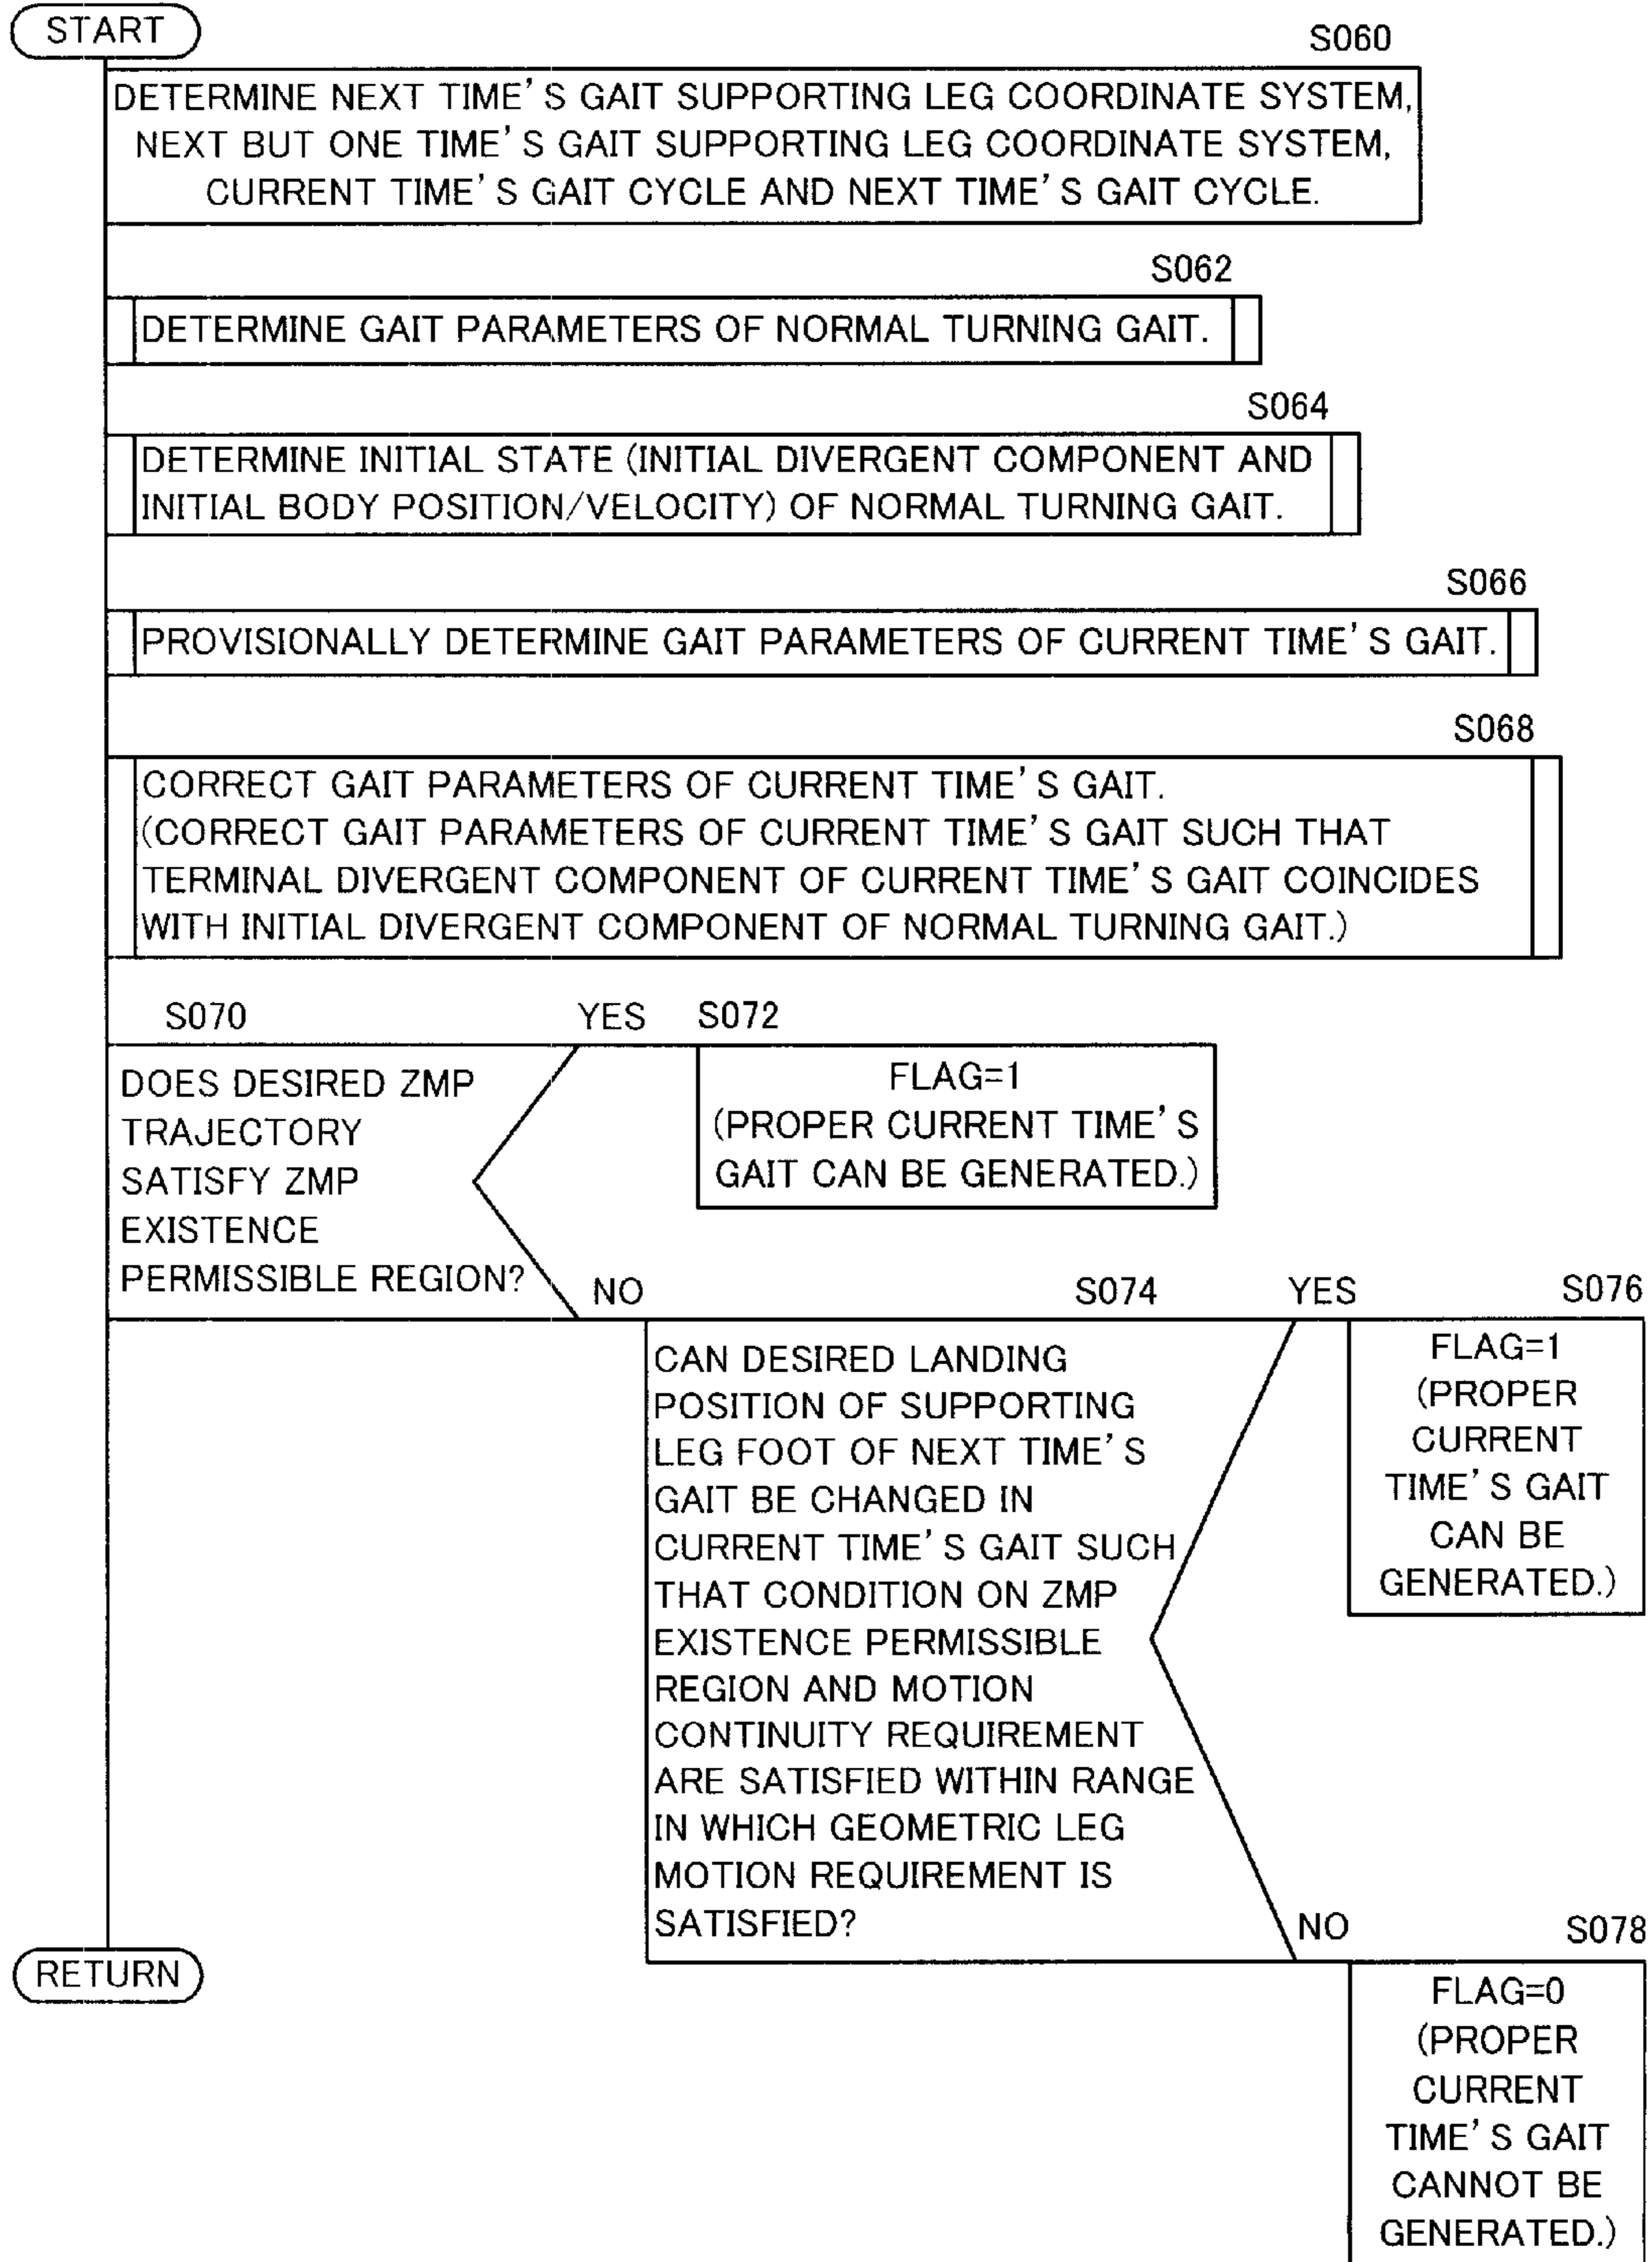 START
S060
DETERMINE NEXT TIME'S GAIT SUPPORTING LEG COORDINATE SYSTEM,
NEXT BUT ONE TIME'S GAIT SUPPORTING LEG COORDINATE SYSTEM,
CURRENT TIME'S GAIT CYCLE AND NEXT TIME'S GAIT CYCLE.
S062
DETERMINE GAIT PARAMETERS OF NORMAL TURNING GAIT.
S064
DETERMINE INITIAL STATE (INITIAL DIVERGENT COMPONENT AND
INITIAL BODY POSITION/VELOCITY) OF NORMAL TURNING GAIT.
S066
PROVISIONALLY DETERMINE GAIT PARAMETERS OF CURRENT TIME'S GAIT.
S068
CORRECT GAIT PARAMETERS OF CURRENT TIME'S GAIT.
(CORRECT GAIT PARAMETERS OF CURRENT TIME'S GAIT SUCH THAT
TERMINAL DIVERGENT COMPONENT OF CURRENT TIME'S GAIT COINCIDES
WITH INITIAL DIVERGENT COMPONENT OF NORMAL TURNING GAIT.)
S070
DOES DESIRED ZMP
TRAJECTORY
SATISFY ZMP
EXISTENCE
PERMISSIBLE REGION?
YES
S072
FLAG=1
(PROPER CURRENT TIME'S
GAIT CAN BE GENERATED.)
NO
S074
CAN DESIRED LANDING
POSITION OF SUPPORTING
LEG FOOT OF NEXT TIME'S
GAIT BE CHANGED IN
CURRENT TIME'S GAIT SUCH
THAT CONDITION ON ZMP
EXISTENCE PERMISSIBLE
REGION AND MOTION
CONTINUITY REQUIREMENT
ARE SATISFIED WITHIN RANGE
IN WHICH GEOMETRIC LEG
MOTION REQUIREMENT IS
SATISFIED?
YES
S076
FLAG=1
(PROPER
CURRENT
TIME'S GAIT
CAN BE
GENERATED.)
NO
S078
FLAG=0
(PROPER
CURRENT
TIME'S GAIT
CANNOT BE
GENERATED.)
RETURN